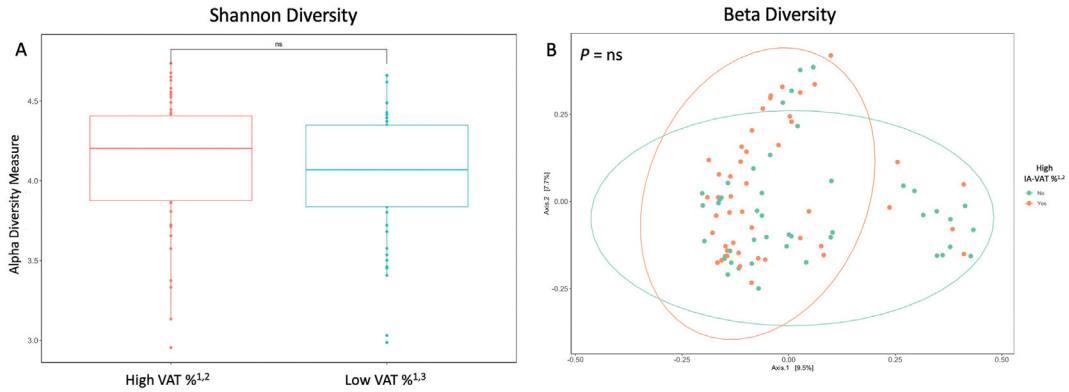 Shannon Diversity
A
ns
Alpha Diversity Measure
4.5
4.0
3.5
3.0
High VAT %1,2
Low VAT %1,3
Beta Diversity
B
P = ns
Axis.2 [7.7%]
0.25
0.00
-0.25
-0.50
-0.25
0.00
0.25
0.50
Axis.1 [9.5%]
High
IA-VAT %1,2
No
Yes